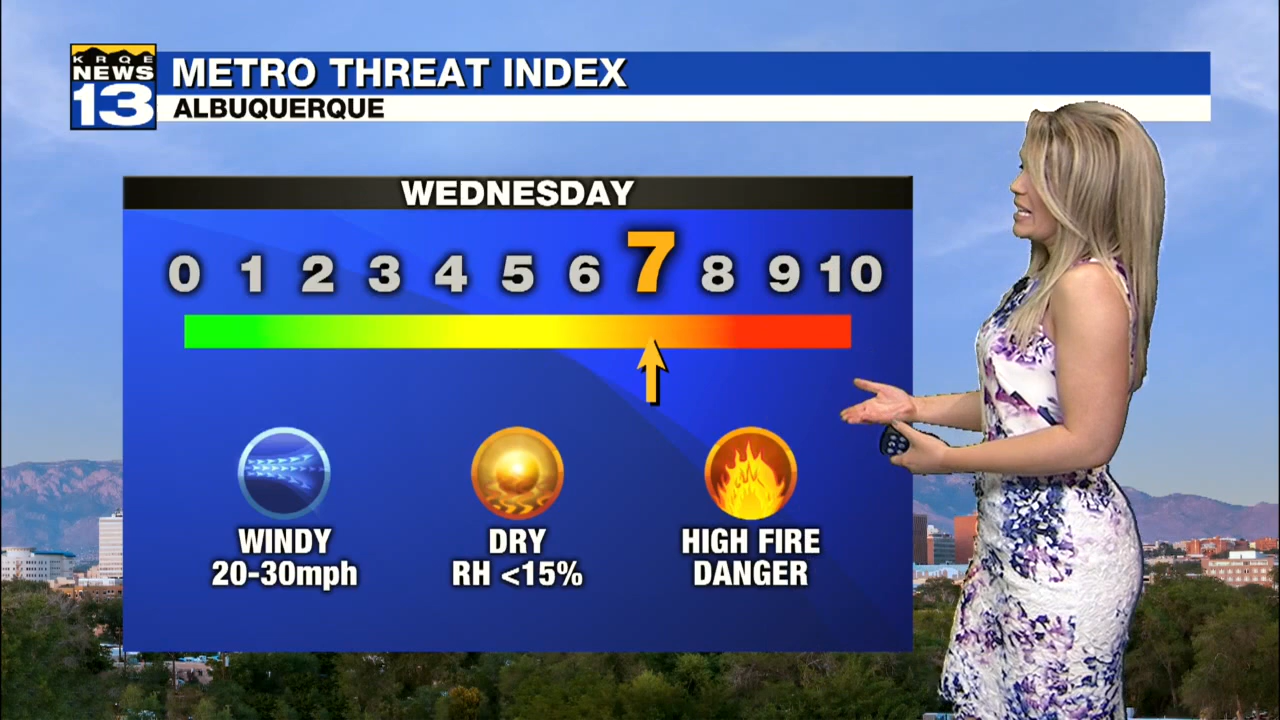 KRQE
NEWS
13
METRO THREAT INDEX
ALBUQUERQUE
WEDNESDAY
0 1 2 3 4 5 6 7 8 9 10
WINDY
20-30mph
DRY
RH <15%
HIGH FIRE
DANGER